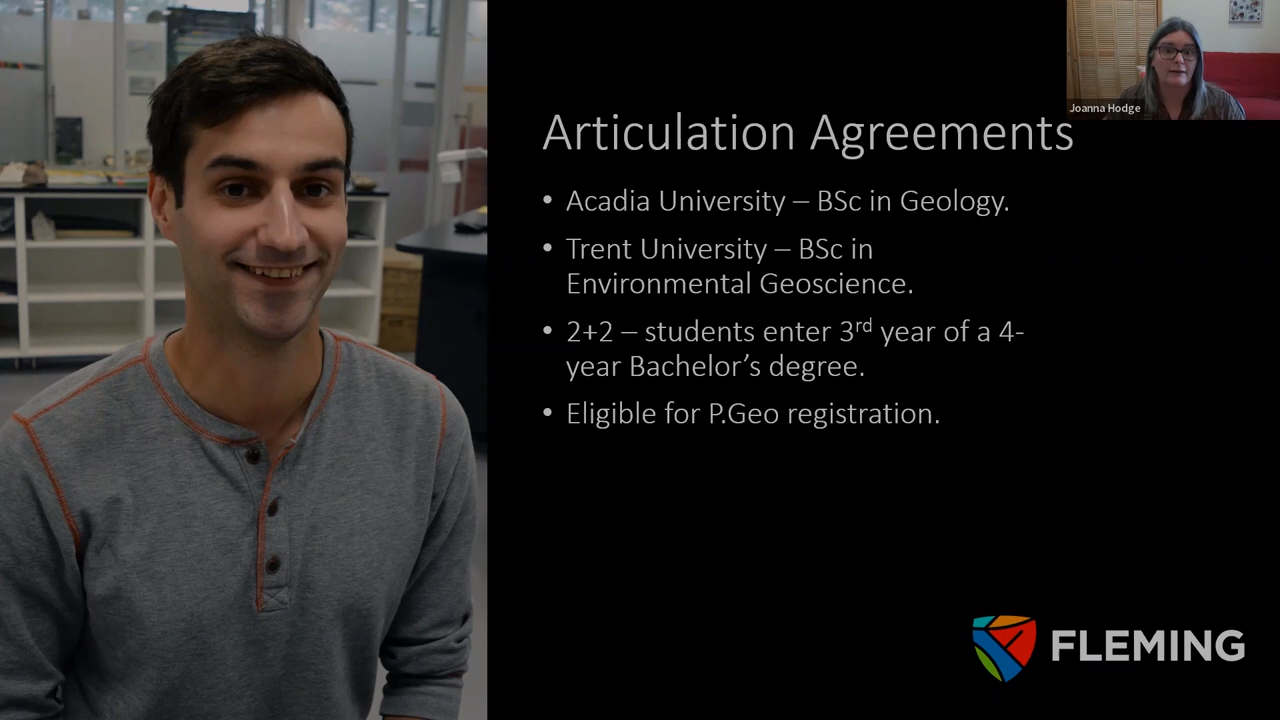 Joanna Hodge
Articulation Agreements
• Acadia University – BSc in Geology.
• Trent University – BSc in
Environmental Geoscience.
• 2+2 – students enter 3rd year of a 4-
year Bachelor’s degree.
• Eligible for P.Geo registration.
FLEMING